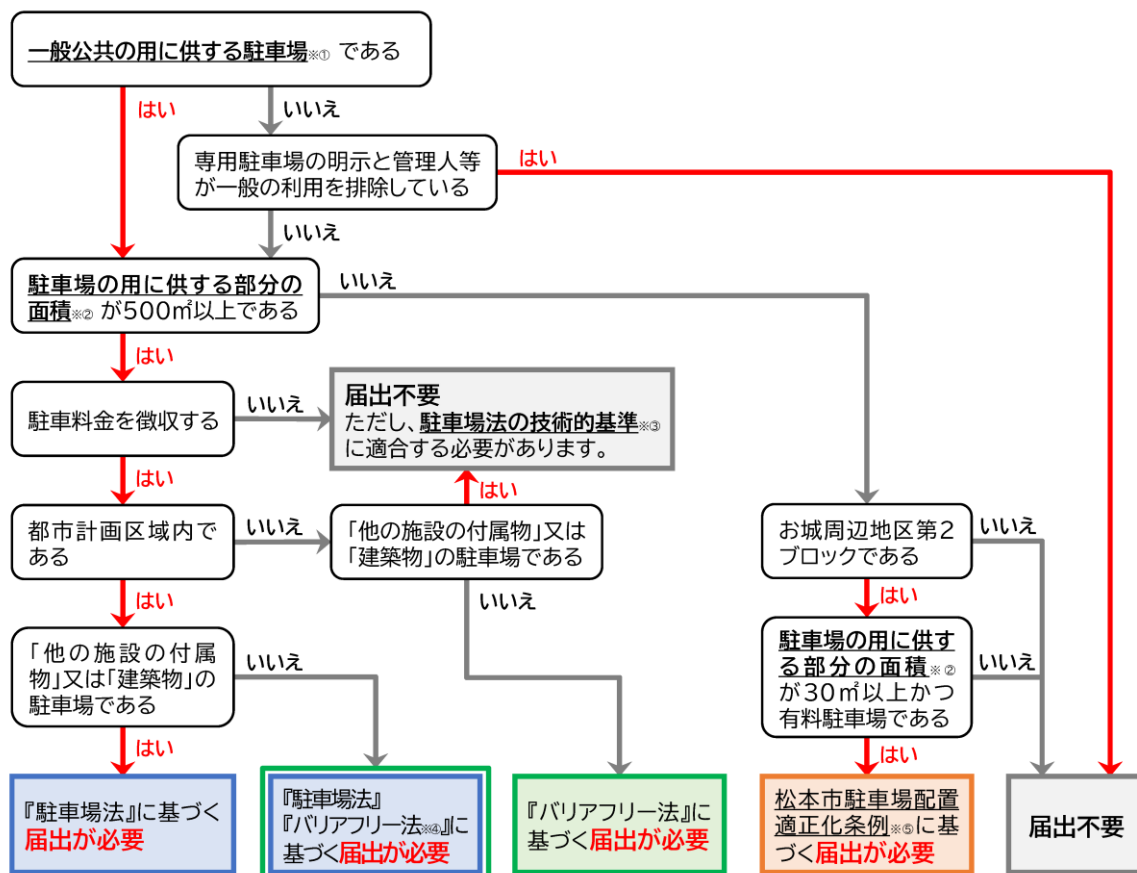 一般公共の用に供する駐車場※① である
はい
いいえ
専用駐車場の明示と管理人等
が一般の利用を排除している
はい
いいえ
駐車場の用に供する部分の
面積※② が500㎡以上である
いいえ
はい
駐車料金を徴収する
いいえ
届出不要
ただし、駐車場法の技術的基準※③
に適合する必要があります。
はい
はい
都市計画区域内で
ある
いいえ
「他の施設の付属物」又は
「建築物」の駐車場である
お城周辺地区第2
ブロックである
いいえ
はい
いいえ
はい
「他の施設の付属
物」又は「建築物」の
駐車場である
いいえ
駐車場の用に供す
る部分の面積※②
が30㎡以上かつ
有料駐車場である
いいえ
はい
はい
『駐車場法』に基づく
届出が必要
『駐車場法』
『バリアフリー法※④』に
基づく届出が必要
『バリアフリー法』に
基づく届出が必要
松本市駐車場配置
適正化条例※⑤に基
づく届出が必要
届出不要